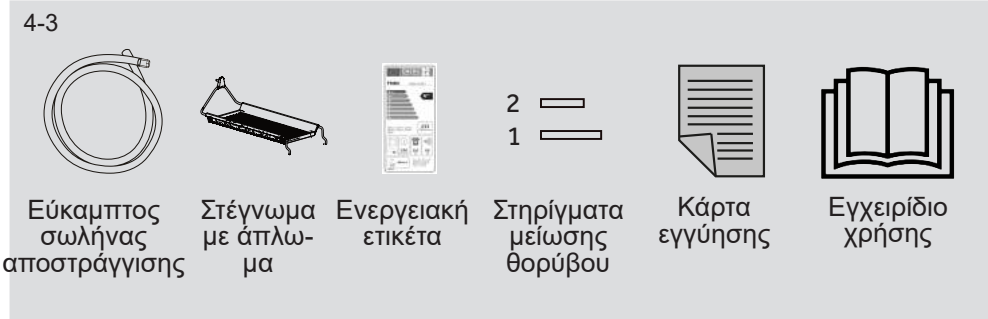 4-3
2
1
Εύκαμπτος
σωλήνας
αποστράγγισης
Στέγνωμα
με άπλω-
μα
Ενεργειακή
ετικέτα
Στηρίγματα
μείωσης
θορύβου
Κάρτα
εγγύησης
Εγχειρίδιο
χρήσης